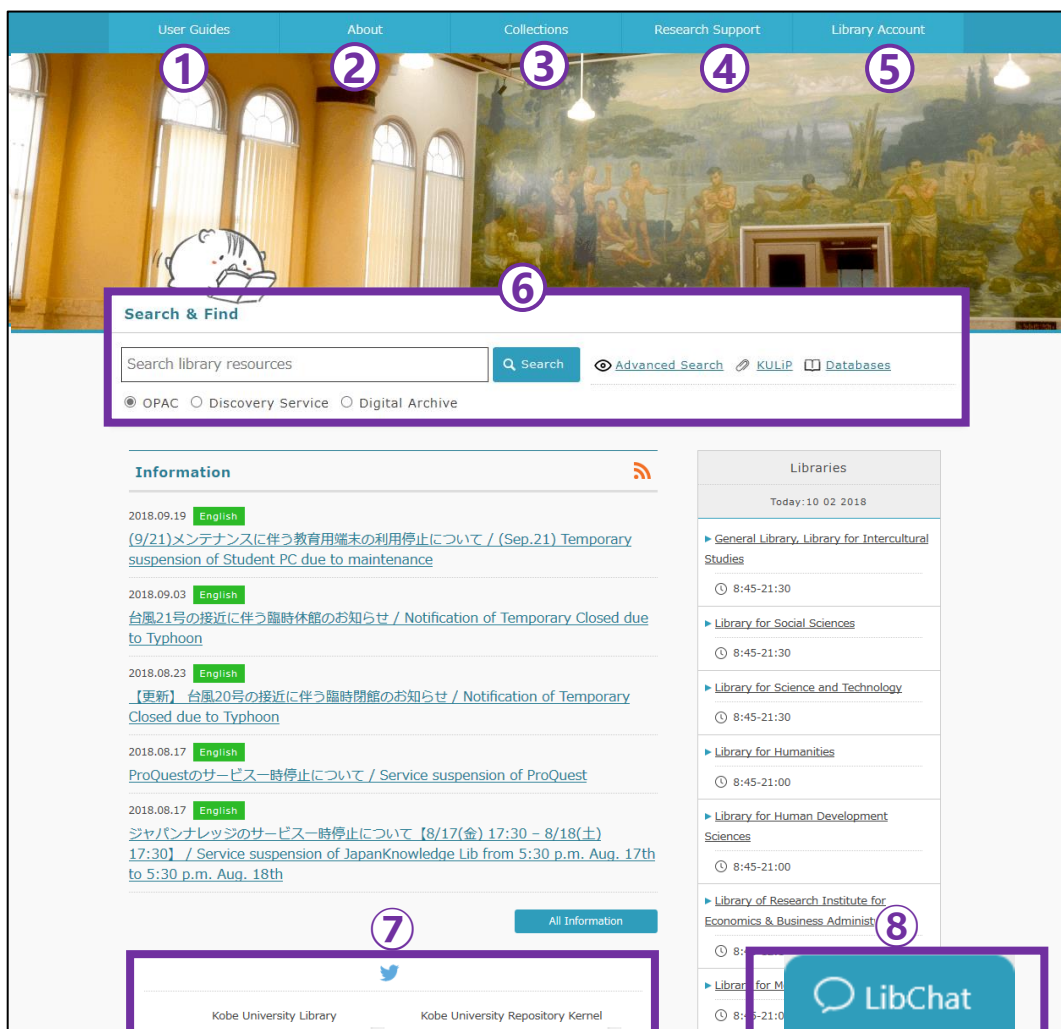 User Guides
About
Collections
Research Support
Library Account
①
②
③
④
⑤
⑥
Search & Find
Search library resources
Search
Advanced Search
KULiP
Databases
OPAC
Discovery Service
Digital Archive
Information
2018.09.19 English
(9/21)メンテナンスに伴う教育用端末の利用停止について / (Sep.21) Temporary
suspension of Student PC due to maintenance
2018.09.03 English
台風21号の接近に伴う臨時休館のお知らせ / Notification of Temporary Closed due
to Typhoon
2018.08.23 English
【更新】 台風20号の接近に伴う臨時閉館のお知らせ / Notification of Temporary
Closed due to Typhoon
2018.08.17 English
ProQuestのサービス一時停止について / Service suspension of ProQuest
2018.08.17 English
ジャパンナレッジのサービス一時停止について【8/17(金) 17:30 – 8/18(土)
17:30】 / Service suspension of JapanKnowledge Lib from 5:30 p.m. Aug. 17th
to 5:30 p.m. Aug. 18th
All Information
⑦
Kobe University Library
Kobe University Repository Kernel
Libraries
Today:10 02 2018
General Library, Library for Intercultural
Studies
8:45-21:30
Library for Social Sciences
8:45-21:30
Library for Science and Technology
8:45-21:30
Library for Humanities
8:45-21:00
Library for Human Development
Sciences
8:45-21:00
Library of Research Institute for
Economics & Business
⑧
for
LibChat